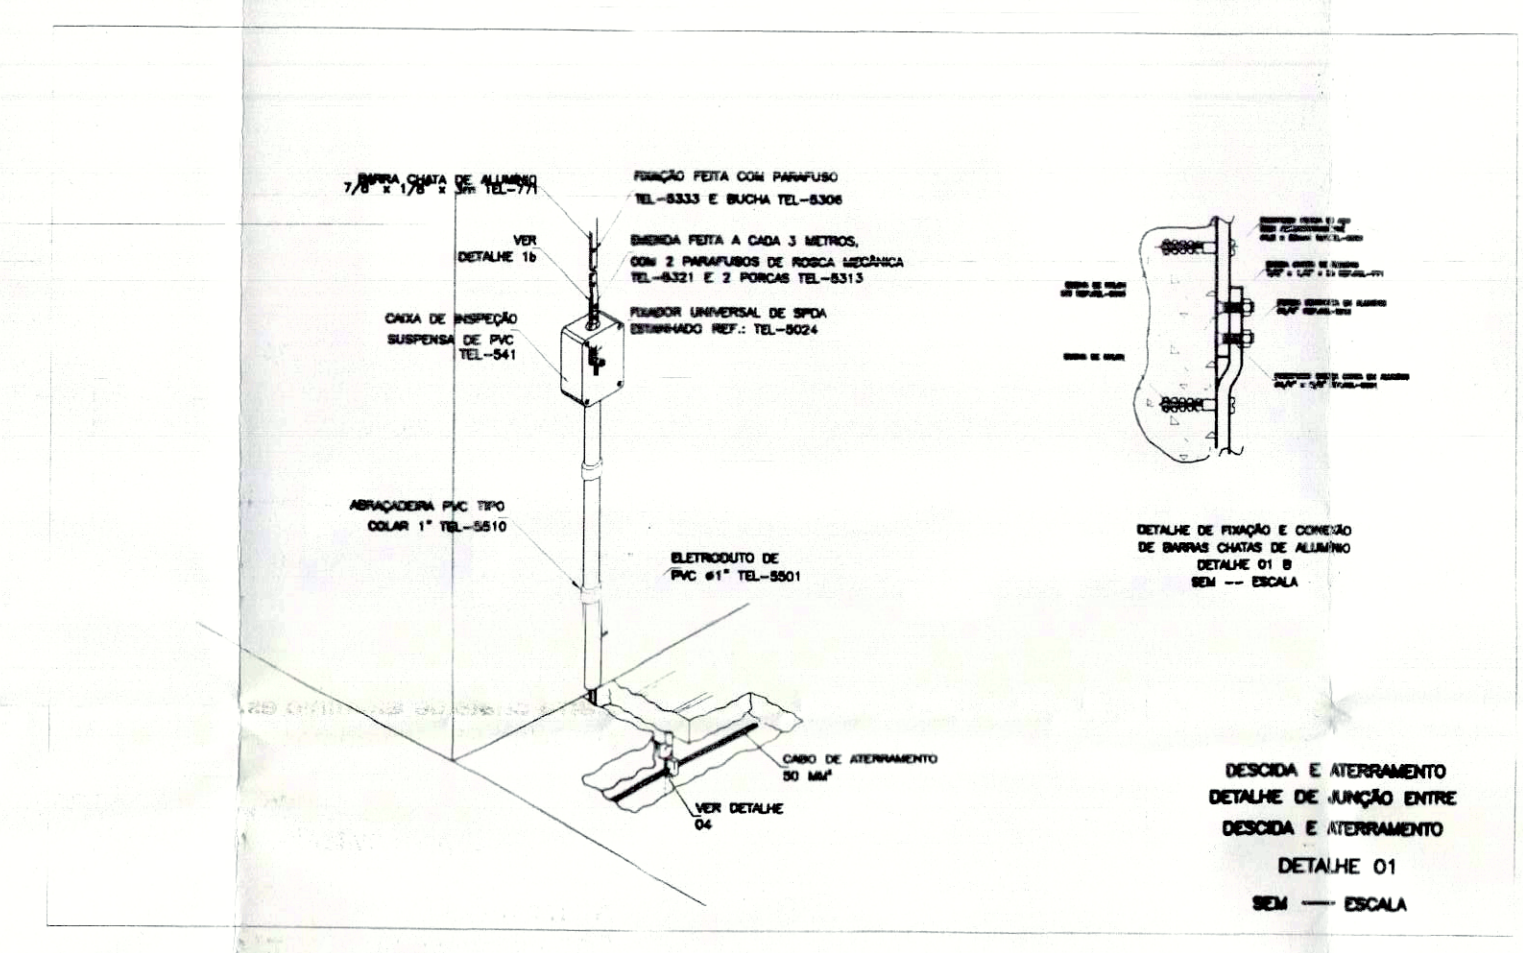 BARRA CHATA DE ALUMÍNIO
7/8" x 1/8" x 3m TEL-771
FIXAÇÃO FEITA COM PARAFUSO
TEL-5333 E BUCHA TEL-5306
VER
DETALHE 1b
EMENDA FEITA A CADA 3 METROS,
COM 2 PARAFUSOS DE ROSCA MECÂNICA
TEL-5321 E 2 PORCAS TEL-5313
CAIXA DE INSPEÇÃO
SUSPENSA DE PVC
TEL-541
FIXADOR UNIVERSAL DE SPDA
ESTANHADO REF.: TEL-5024
ABRAÇADEIRA PVC TIPO
COLAR 1" TEL-5510
ELETRODUTO DE
PVC ø1" TEL-5501
CABO DE ATERRAMENTO
50 MM²
VER DETALHE
04
DETALHE DE FIXAÇÃO E CONEXÃO
DE BARRAS CHATAS DE ALUMÍNIO
DETALHE 01 B
SEM -- ESCALA
DESCIDA E ATERRAMENTO
DETALHE DE JUNÇÃO ENTRE
DESCIDA E ATERRAMENTO
DETALHE 01
SEM — ESCALA